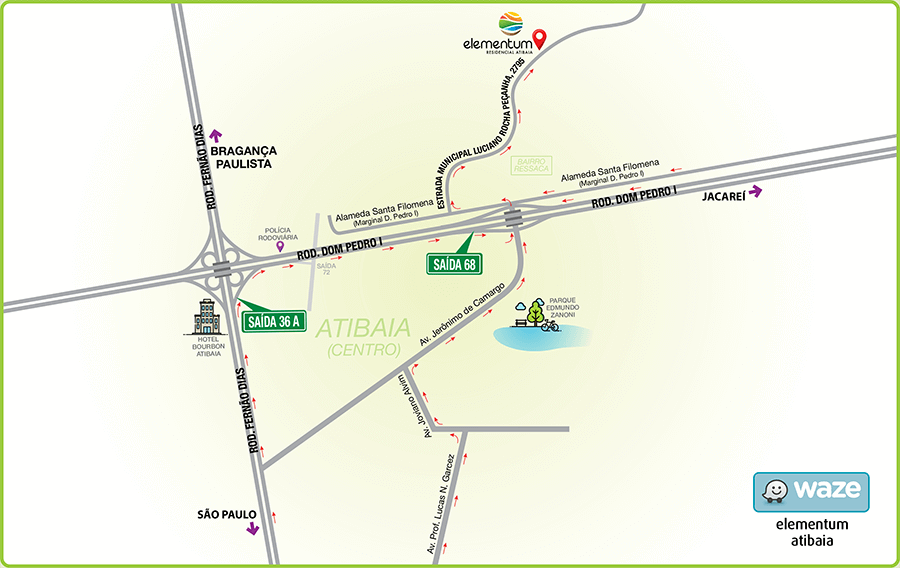 elementum
RESIDENCIAL ATIBAIA
ESTRADA MUNICIPAL LUCIANO ROCHA PEÇANHA, 2795
ROD. FERNÃO DIAS
BRAGANÇA
PAULISTA
BAIRRO
RESSACA
Alameda Santa Filomena
(Marginal D. Pedro I)
ROD. DOM PEDRO I
JACAREÍ
Alameda Santa Filomena
(Marginal D. Pedro I)
POLÍCIA
RODOVIÁRIA
ROD. DOM PEDRO I
SAÍDA
72
SAÍDA 68
SAÍDA 36 A
HOTEL
BOURBON
ATIBAIA
ATIBAIA
(CENTRO)
Av. Jerônimo de Camargo
PARQUE
EDMUNDO
ZANONI
ROD. FERNÃO DIAS
Av. Joviano Alvim
Av. Prof. Lucas N. Garcez
SÃO PAULO
waze
elementum
atibaia